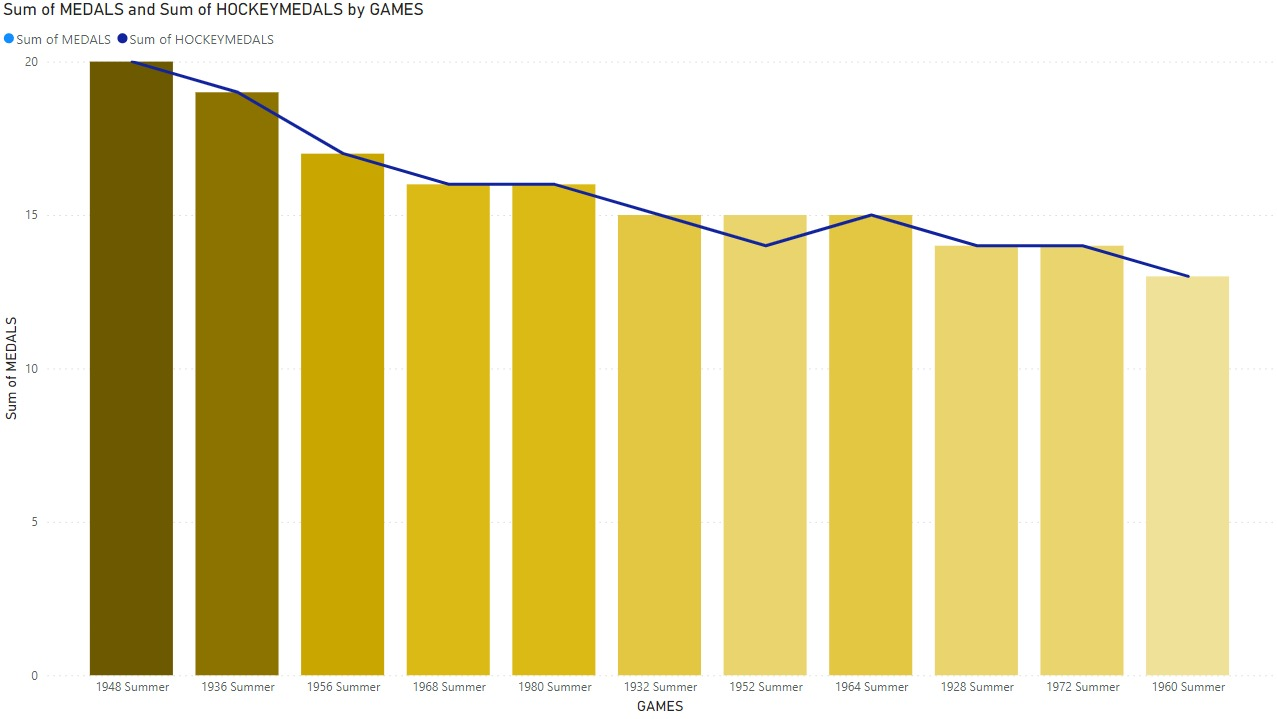 Sum of MEDALS and Sum of HOCKEYMEDALS by GAMES
Sum of MEDALS Sum of HOCKEYMEDALS
20
15
10
5
0
Sum of MEDALS
1948 Summer 1936 Summer 1956 Summer 1968 Summer 1980 Summer 1932 Summer 1952 Summer 1964 Summer 1928 Summer 1972 Summer 1960 Summer
GAMES